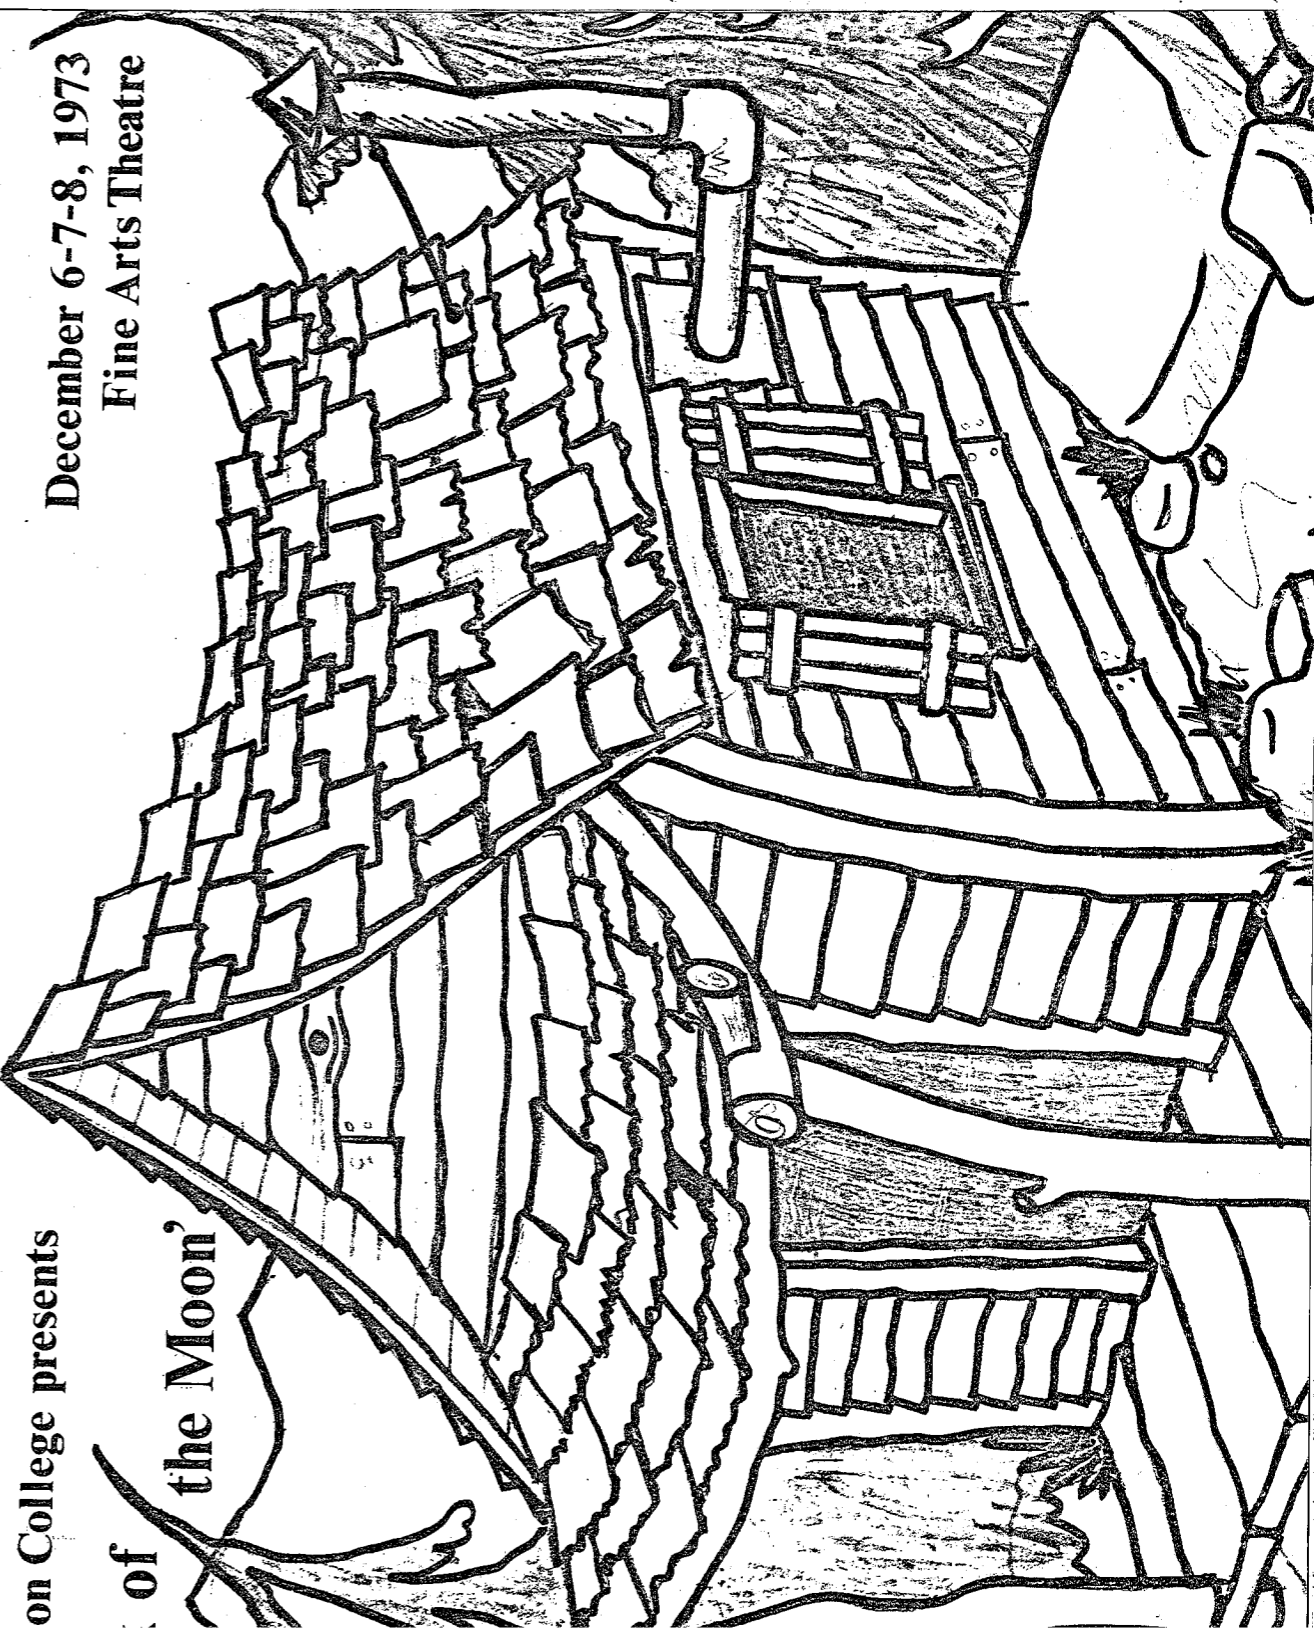 on College presents
of
the Moon’
December 6-7-8, 1973
Fine Arts Theatre